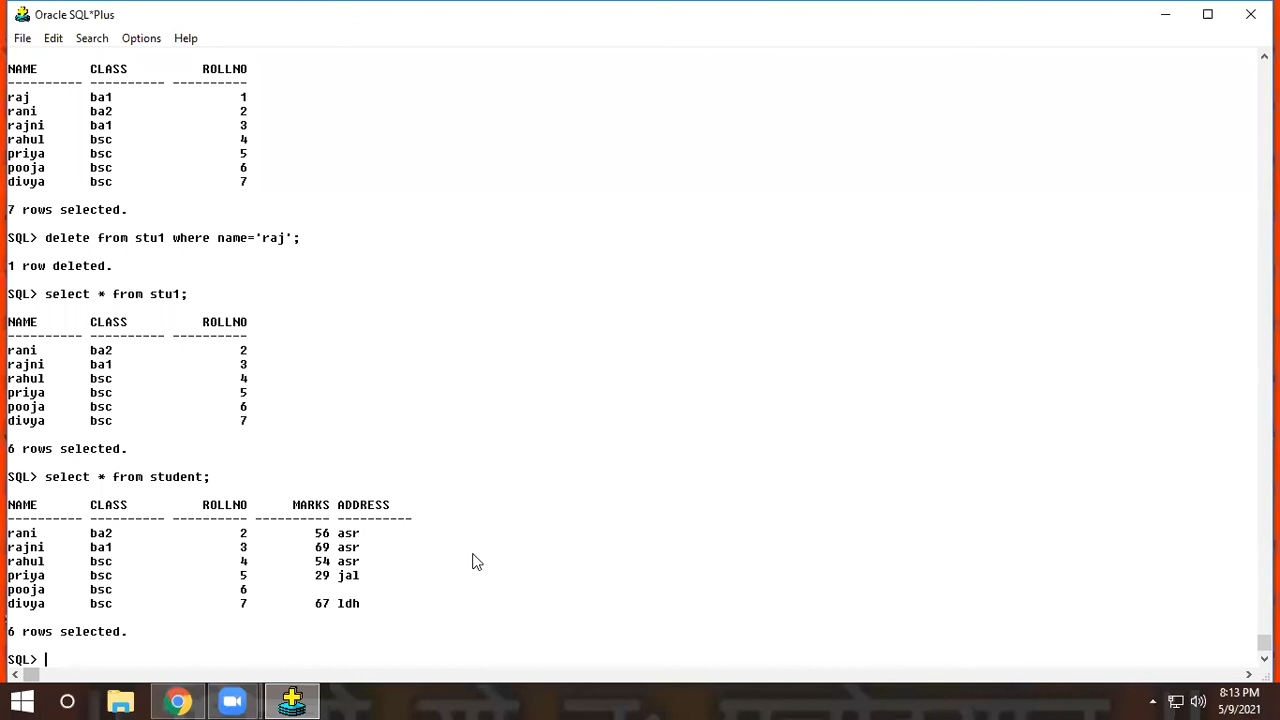 Oracle SQL*Plus
File Edit Search Options Help
NAME CLASS ROLLNO
---------- ---------- ----------
raj ba1 1
rani ba2 2
rajni ba1 3
rahul bsc 4
priya bsc 5
pooja bsc 6
divya bsc 7
7 rows selected.
SQL> delete from stu1 where name='raj';
1 row deleted.
SQL> select * from stu1;
NAME CLASS ROLLNO
---------- ---------- ----------
rani ba2 2
rajni ba1 3
rahul bsc 4
priya bsc 5
pooja bsc 6
divya bsc 7
6 rows selected.
SQL> select * from student;
NAME CLASS ROLLNO MARKS ADDRESS
---------- ---------- ---------- ---------- ----------
rani ba2 2 56 asr
rajni ba1 3 69 asr
rahul bsc 4 54 asr
priya bsc 5 29 jal
pooja bsc 6
divya bsc 7 67 ldh
6 rows selected.
SQL>
8:13 PM
5/9/2021